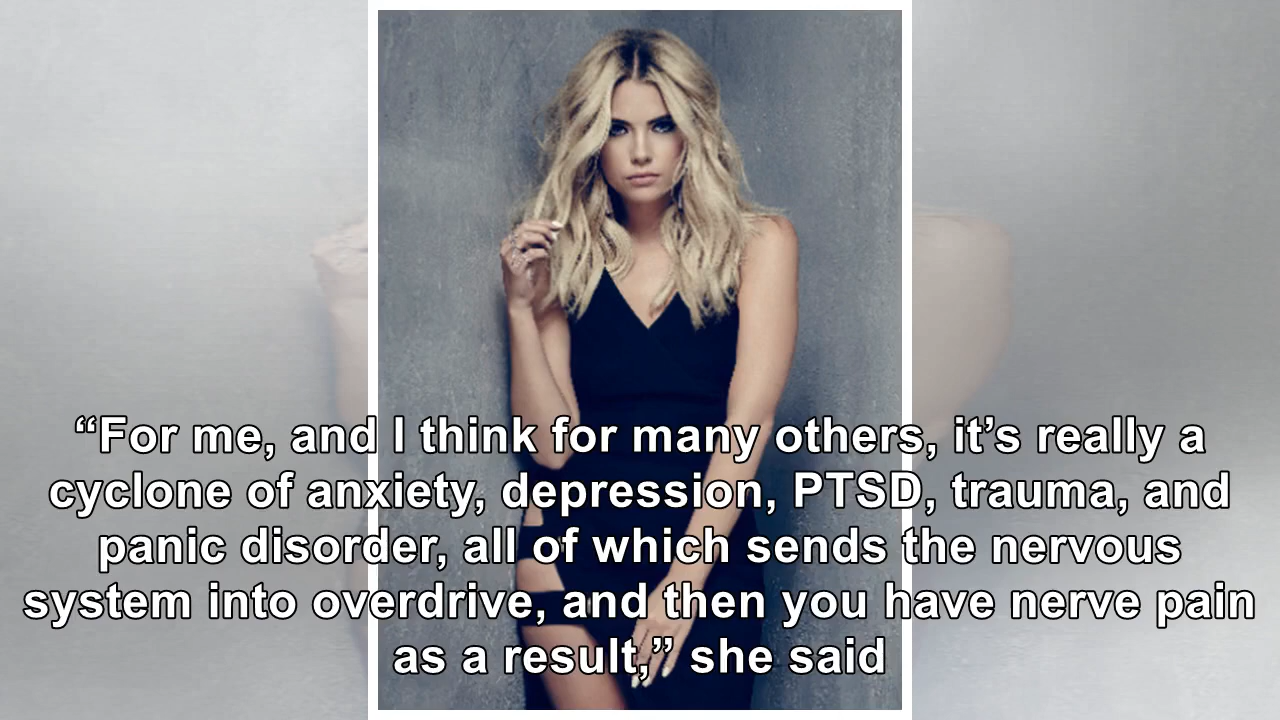 “For me, and I think for many others, it’s really a
cyclone of anxiety, depression, PTSD, trauma, and
panic disorder, all of which sends the nervous
system into overdrive, and then you have nerve pain
as a result,” she said